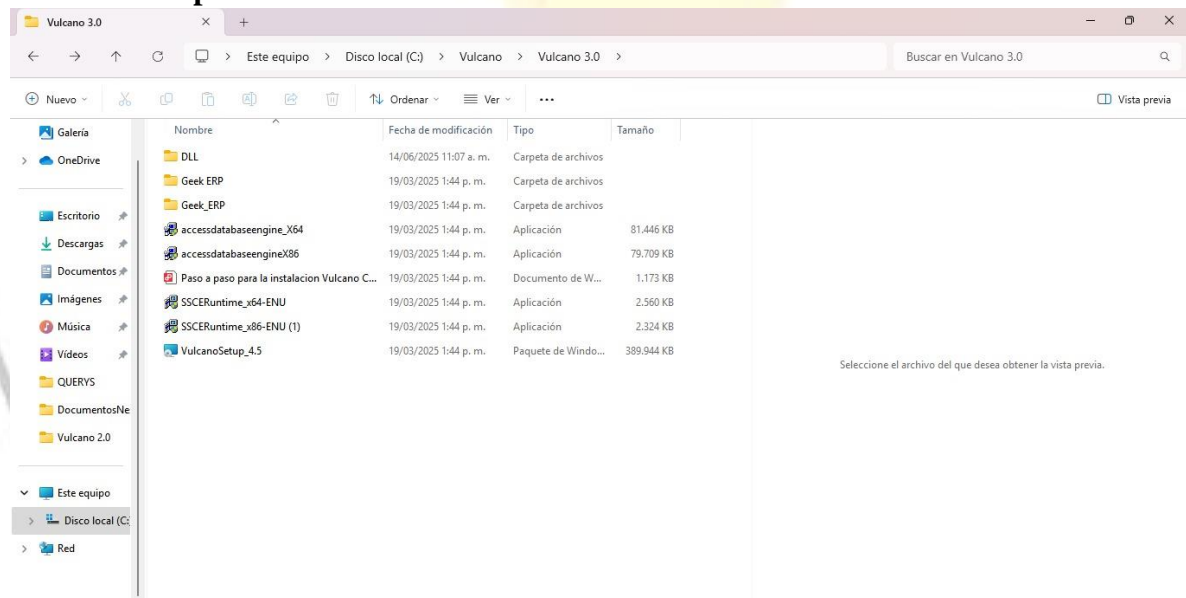 Vulcano 3.0
Este equipo > Disco local (C:) > Vulcano > Vulcano 3.0 >
Buscar en Vulcano 3.0
Nuevo
Ordenar
Ver
Vista previa
Galería
OneDrive
Escritorio
Descargas
Documentos
Imágenes
Música
Vídeos
QUERYS
DocumentosNe
Vulcano 2.0
Este equipo
Disco local (C:
Red
Nombre Fecha de modificación Tipo Tamaño
DLL 14/06/2025 11:07 a. m. Carpeta de archivos
Geek ERP 19/03/2025 1:44 p. m. Carpeta de archivos
Geek_ERP 19/03/2025 1:44 p. m. Carpeta de archivos
accessdatabaseengine_X64 19/03/2025 1:44 p. m. Aplicación 81.446 KB
accessdatabaseengineX86 19/03/2025 1:44 p. m. Aplicación 79.709 KB
Paso a paso para la instalacion Vulcano C... 19/03/2025 1:44 p. m. Documento de W... 1.173 KB
SSCERuntime_x64-ENU 19/03/2025 1:44 p. m. Aplicación 2.560 KB
SSCERuntime_x86-ENU (1) 19/03/2025 1:44 p. m. Aplicación 2.324 KB
VulcanoSetup_4.5 19/03/2025 1:44 p. m. Paquete de Windo... 389.944 KB
Seleccione el archivo del que desea obtener la vista previa.